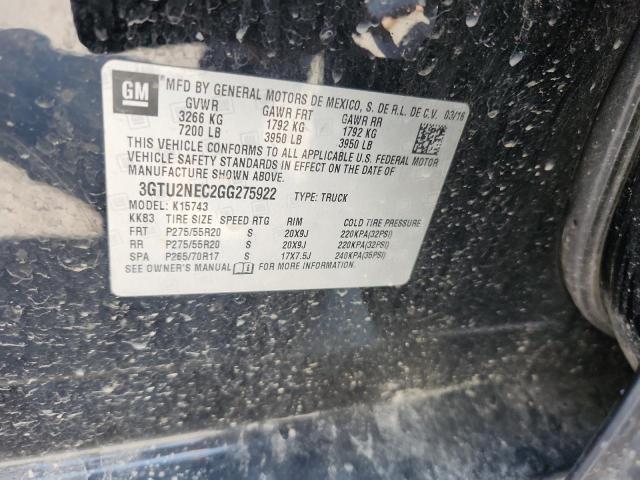 GM
® MFD BY GENERAL MOTORS DE MEXICO, S. DE R.L. DE C.V. 03/16
GVWR GAWR FRT GAWR RR
3266 KG 1792 KG 1792 KG
7200 LB 3950 LB 3950 LB
THIS VEHICLE CONFORMS TO ALL APPLICABLE U.S. FEDERAL MOTOR
VEHICLE SAFETY STANDARDS IN EFFECT ON THE DATE OF
MANUFACTURE SHOWN ABOVE.
3GTU2NEC2GG275922 TYPE: TRUCK
MODEL: K15743
KKB3 TIRE SIZE SPEED RTG RIM COLD TIRE PRESSURE
FRT P275/55R20 S 20X9J 220KPA(32PSI)
RR P275/55R20 S 20X9J 220KPA(32PSI)
SPA P265/70R17 S 17X7.5J 240KPA(35PSI)
SEE OWNER'S MANUAL FOR MORE INFORMATION.